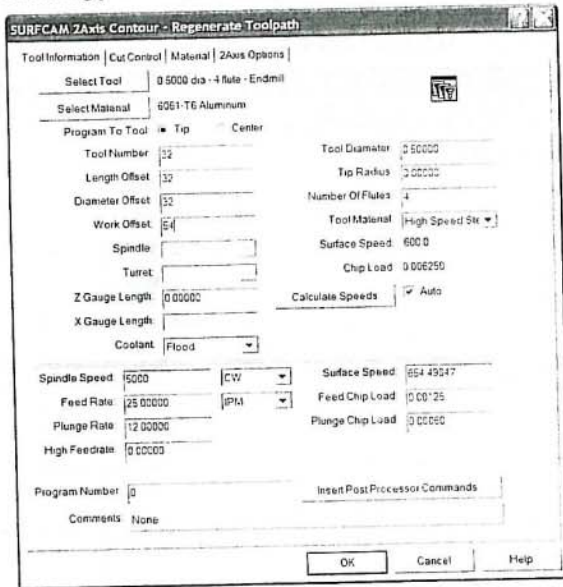 SURFCAM 2Axis Contour - Regenerate Toolpath
Tool Information | Cut Control | Material | 2Axis Options
Select Tool 0.5000 dia - 4 flute - Endmill
Select Material 6061-T6 Aluminum
Program To Tool: Tip Center
Tool Number 32 Tool Diameter 0.50000
Length Offset 32 Tip Radius 0.00000
Diameter Offset 32 Number Of Flutes 4
Work Offset 54 Tool Material High Speed Ste
Spindle Surface Speed 600.0
Turret Chip Load 0.006250
Z Gauge Length 0.00000 Calculate Speeds Auto
X Gauge Length
Coolant Flood
Spindle Speed 5000 CW Surface Speed 654.49847
Feed Rate 25.00000 IPM Feed Chip Load 0.00125
Plunge Rate 12.00000 Plunge Chip Load 0.00060
High Feedrate 0.00000
Program Number 0 Insert Post Processor Commands
Comments None
OK Cancel Help